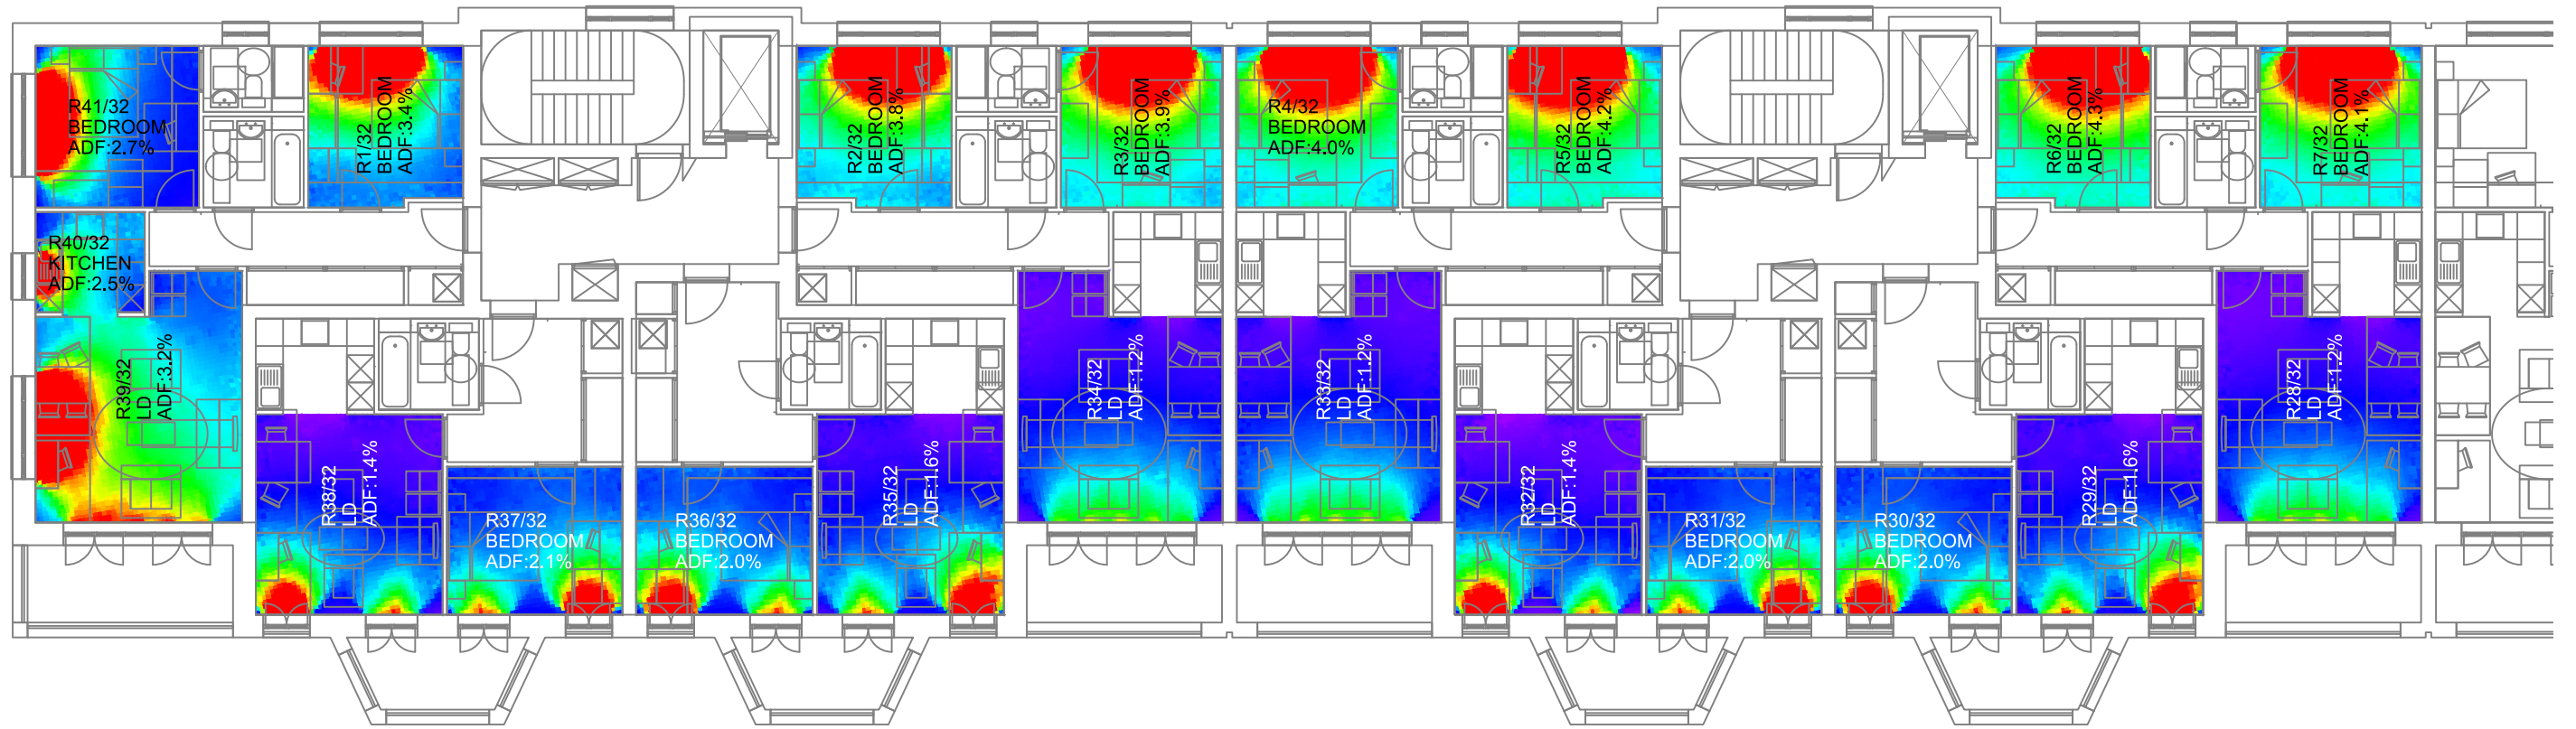 R41/32
BEDROOM
ADF:2.7%
R1/32
BEDROOM
ADF:3.4%
R2/32
BEDROOM
ADF:3.8%
R3/32
BEDROOM
ADF:3.9%
R4/32
BEDROOM
ADF:4.0%
R5/32
BEDROOM
ADF:4.2%
R6/32
BEDROOM
ADF:4.3%
R7/32
BEDROOM
ADF:4.1%
R40/32
KITCHEN
ADF:2.5%
R39/32
LD
ADF:3.2%
R38/32
LD
ADF:1.4%
R37/32
BEDROOM
ADF:2.1%
R36/32
BEDROOM
ADF:2.0%
R35/32
LD
ADF:1.6%
R34/32
LD
ADF:1.2%
R33/32
LD
ADF:1.2%
R32/32
LD
ADF:1.4%
R31/32
BEDROOM
ADF:2.0%
R30/32
BEDROOM
ADF:2.0%
R29/32
LD
ADF:1.6%
R28/32
LD
ADF:1.2%